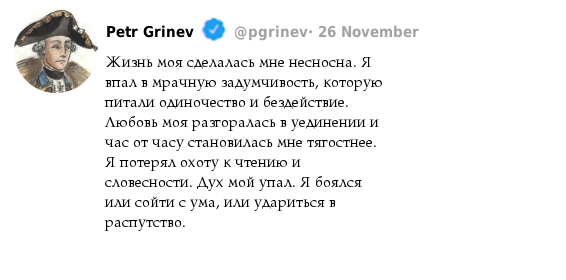 Petr Grinev @pgrinev· 26 November
Жизнь моя сделалась мне несносна. Я
впал в мрачную задумчивость, которую
питали одиночество и бездействие.
Любовь моя разгоралась в уединении и
час от часу становилась мне тягостнее.
Я потерял охоту к чтению и
словесности. Дух мой упал. Я боялся
или сойти с ума, или удариться в
распутство.